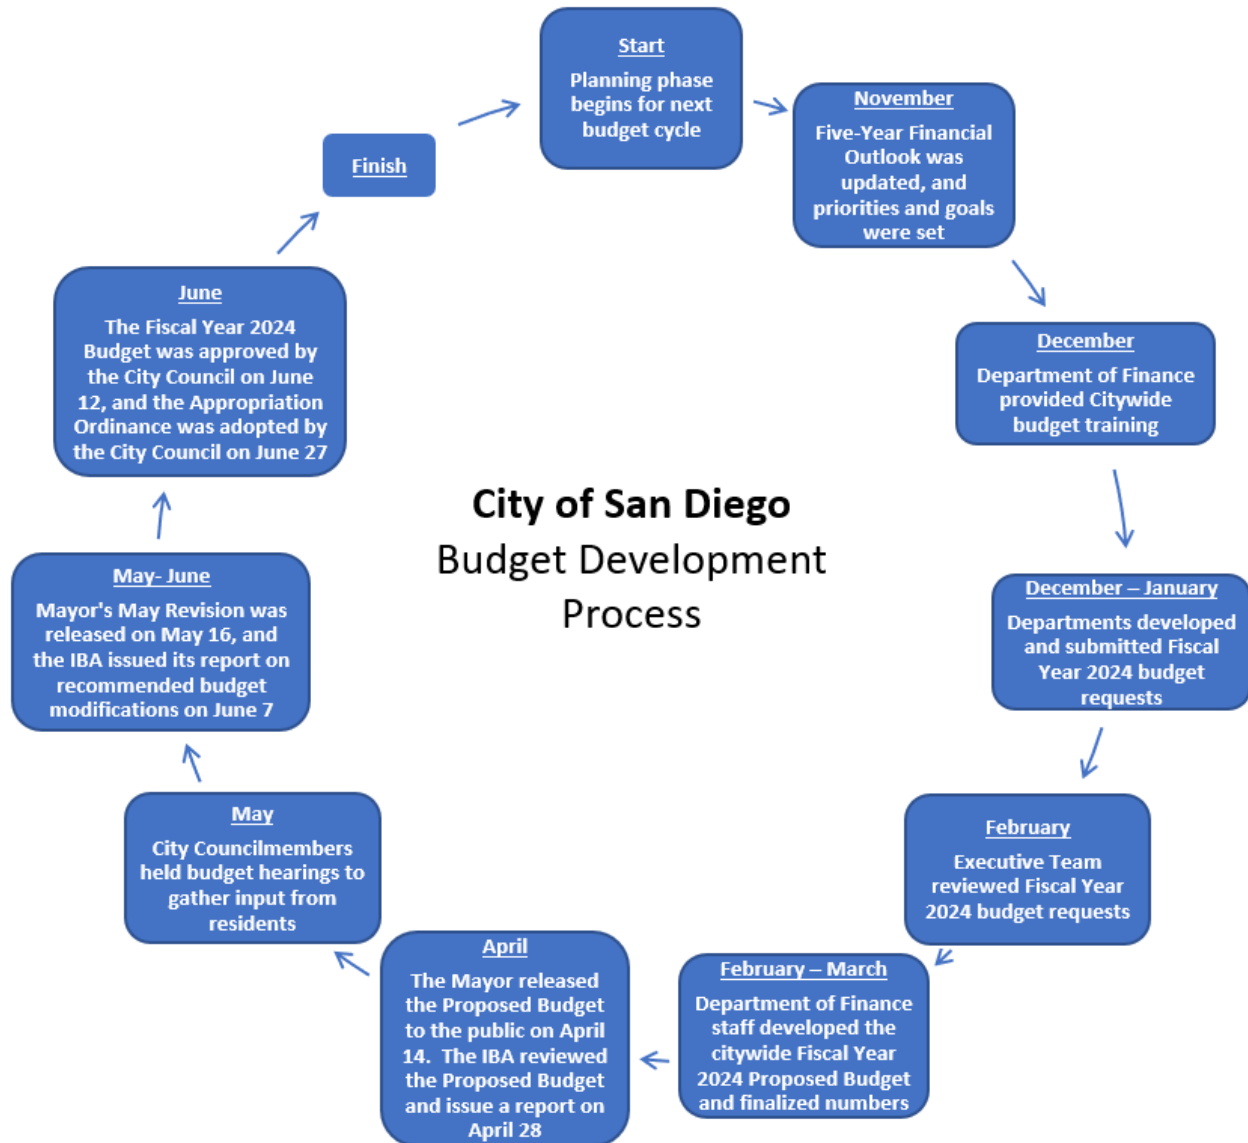 Start
Planning phase
begins for next
budget cycle
November
Five-Year Financial
Outlook was
updated, and
priorities and goals
were set
December
Department of Finance
provided Citywide
budget training
December – January
Departments developed
and submitted Fiscal
Year 2024 budget
requests
February
Executive Team
reviewed Fiscal Year
2024 budget requests
February – March
Department of Finance
staff developed the
citywide Fiscal Year
2024 Proposed Budget
and finalized numbers
April
The Mayor released
the Proposed Budget
to the public on April
14.  The IBA reviewed
the Proposed Budget
and issue a report on
April 28
May
City Councilmembers
held budget hearings to
gather input from
residents
May- June
Mayor's May Revision was
released on May 16, and
the IBA issued its report on
recommended budget
modifications on June 7
June
The Fiscal Year 2024
Budget was approved by
the City Council on June
12, and the Appropriation
Ordinance was adopted by
the City Council on June 27
Finish
City of San Diego
Budget Development
Process